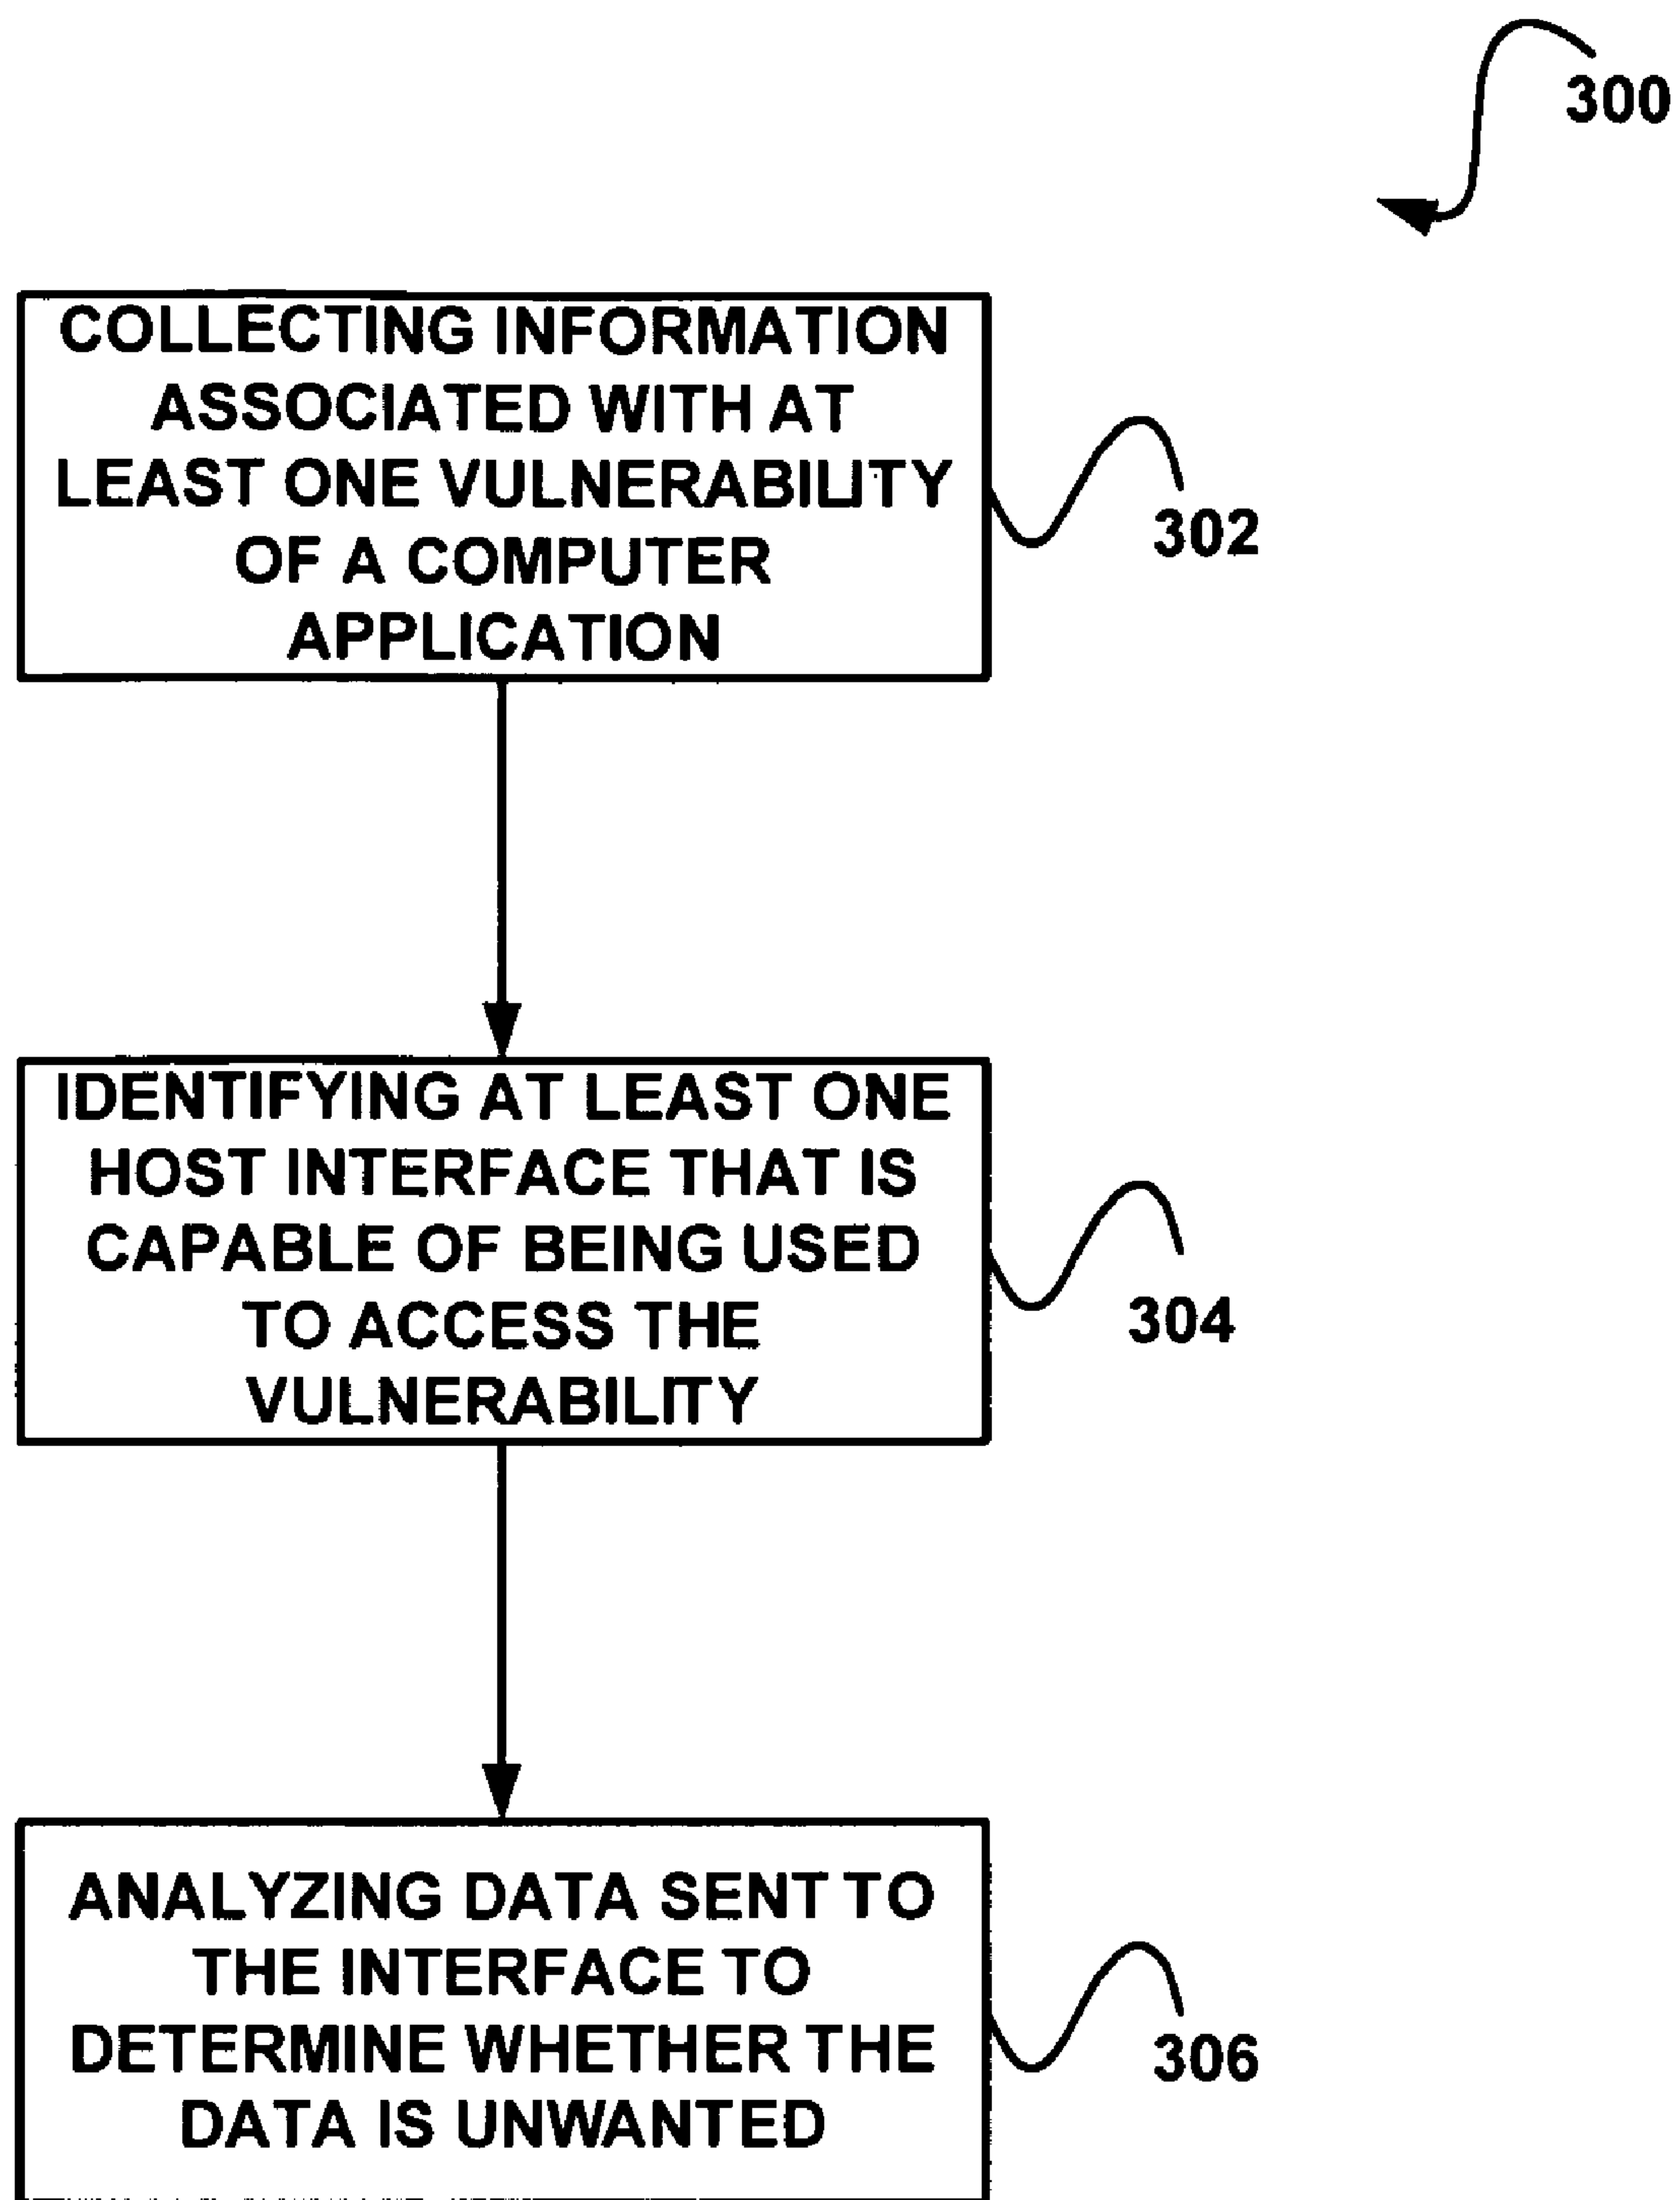 300
COLLECTING INFORMATION
ASSOCIATED WITH AT
LEAST ONE VULNERABILITY
OF A COMPUTER
APPLICATION
302
IDENTIFYING AT LEAST ONE
HOST INTERFACE THAT IS
CAPABLE OF BEING USED
TO ACCESS THE
VULNERABILITY
304
ANALYZING DATA SENT TO
THE INTERFACE TO
DETERMINE WHETHER THE
DATA IS UNWANTED
306